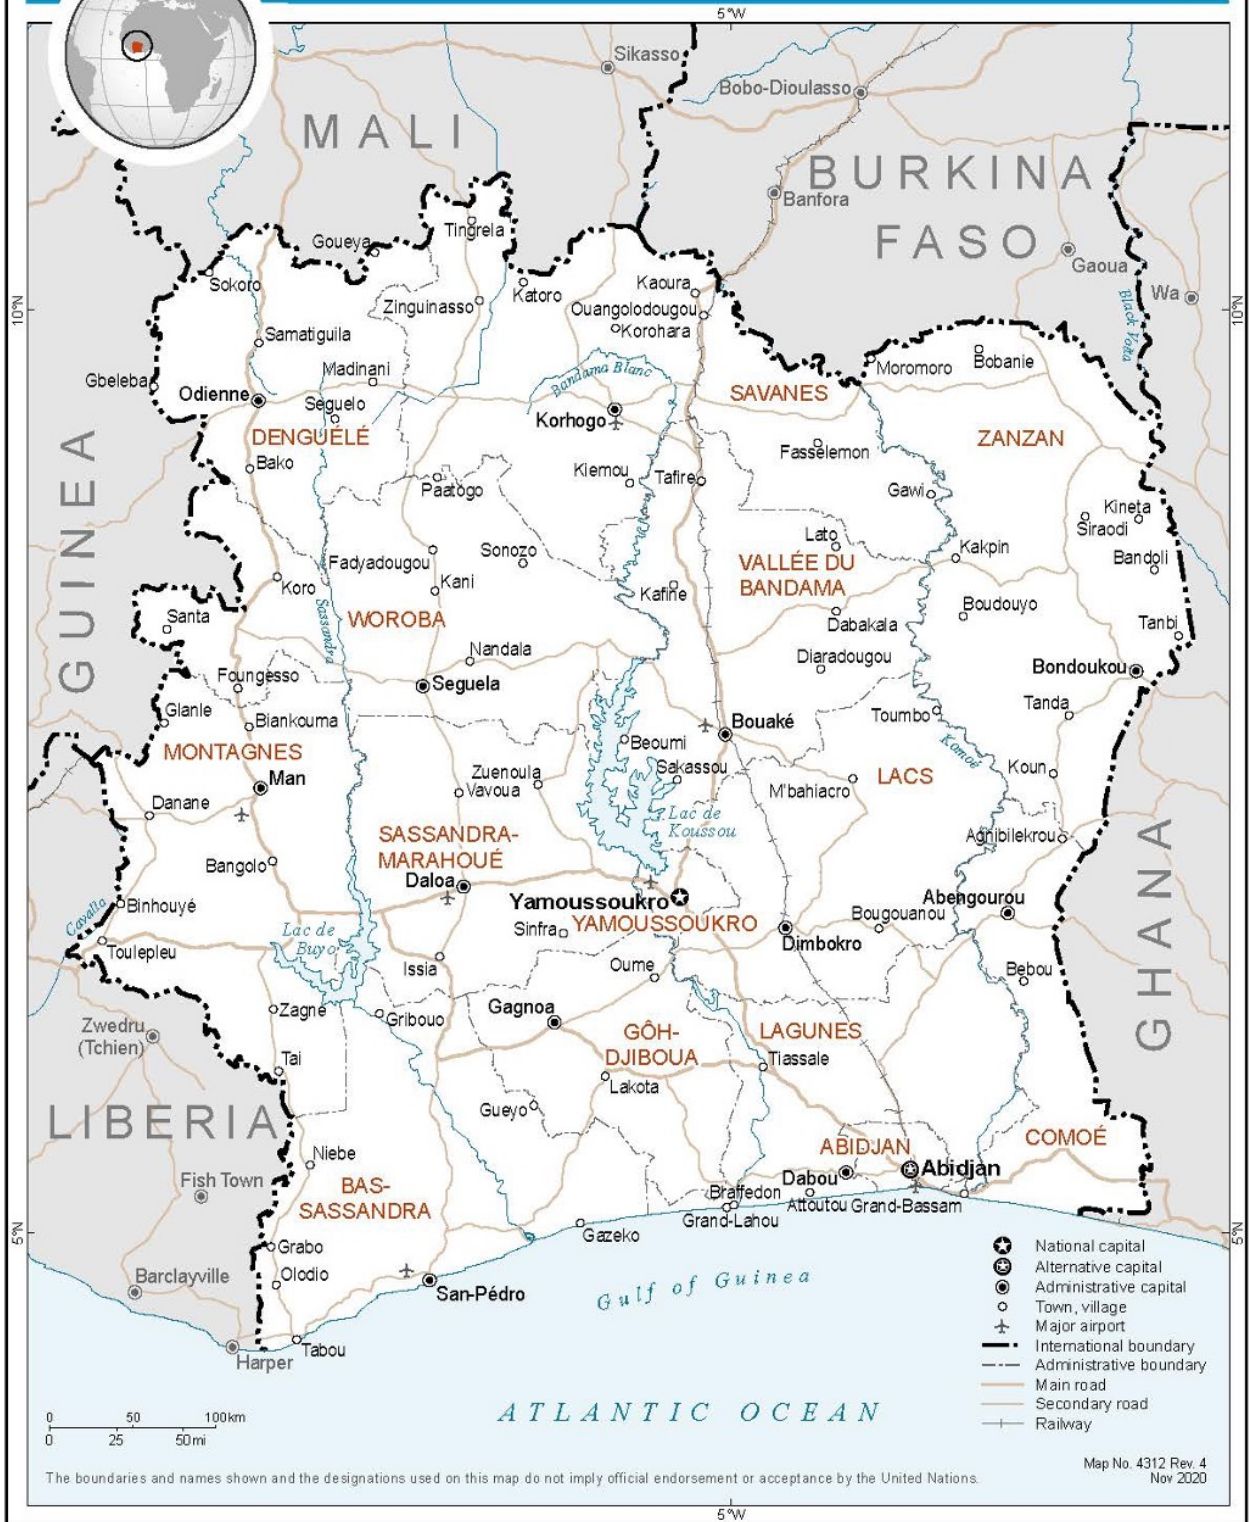 5°W
Sikasso
Bobo-Dioulasso
MALI
BURKINA
FASO
Banfora
Tingrela
Goueya
Gaoua
Sokoro
Katoro
Kaoura
Black Volta
Wa
10°N
10°N
Zinguinasso
Ouangolodougou
Korohara
Samatiguila
Madinani
Bandama Blanc
Moromoro
Bobanie
Gbeleba
Odienne
Seguelo
SAVANES
Korhogo
DENGUÉLÉ
ZANZAN
Fasselemon
Bako
Kiemou
Tafire
Paatogo
Gawi
Kineta
Siraodi
GUINEA
Lato
Kakpin
Bandoli
Fadyadougou
Sonozo
VALLÉE DU
BANDAMA
Koro
Kani
Kafine
Sassandra
Santa
WOROBA
Boudouyo
Dabakala
Tanbi
Nandala
Diaradougou
Bondoukou
Foungesso
Seguela
Glanle
Biankouma
Bouaké
Toumbo
Tanda
MONTAGNES
Beoumi
Komoé
Man
Zuenoula
Sakassou
Koun
Vavoua
M'bahiacro
LACS
Danane
Lac de
Koussou
SASSANDRA-
MARAHOUÉ
Agnibilekrou
Bangolo
Daloa
Yamoussoukro
Abengourou
Cavalla
Binhouyé
YAMOUSSOUKRO
Bougouanou
Sinfra
Dimbokro
Lac de
Buyo
Toulepleu
Issia
Oume
Bebou
GHANA
Zagne
Gribouo
Gagnoa
Zwedru
(Tchien)
GÔH-
DJIBOUA
LAGUNES
Tai
Tiassale
Lakota
Gueyo
LIBERIA
COMOÉ
ABIDJAN
Niebe
Abidjan
Fish Town
BAS-
SASSANDRA
Dabou
Braffedon
Attoutou
Grand-Bassam
Grand-Lahou
5°N
5°N
Gazeko
Grabo
Olodio
Barclayville
San-Pédro
Gulf of Guinea
Tabou
Harper
National capital
Alternative capital
Administrative capital
Town, village
Major airport
International boundary
Administrative boundary
Main road
Secondary road
Railway
ATLANTIC OCEAN
0 50 100km
0 25 50mi
Map No. 4312 Rev. 4
Nov 2020
The boundaries and names shown and the designations used on this map do not imply official endorsement or acceptance by the United Nations.
5°W